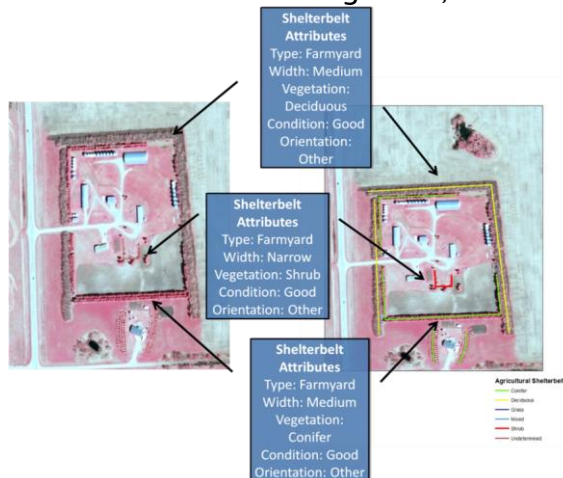 Shelterbelt
Attributes
Type: Farmyard
Width: Medium
Vegetation:
Deciduous
Condition: Good
Orientation:
Other
Shelterbelt
Attributes
Type: Farmyard
Width: Narrow
Vegetation: Shrub
Condition: Good
Orientation: Other
Shelterbelt
Attributes
Type: Farmyard
Width: Medium
Vegetation:
Conifer
Condition: Good
Orientation: Other
Agricultural Shelterbelt
Conifer
Deciduous
Grass
Mixed
Shrub
Undetermined